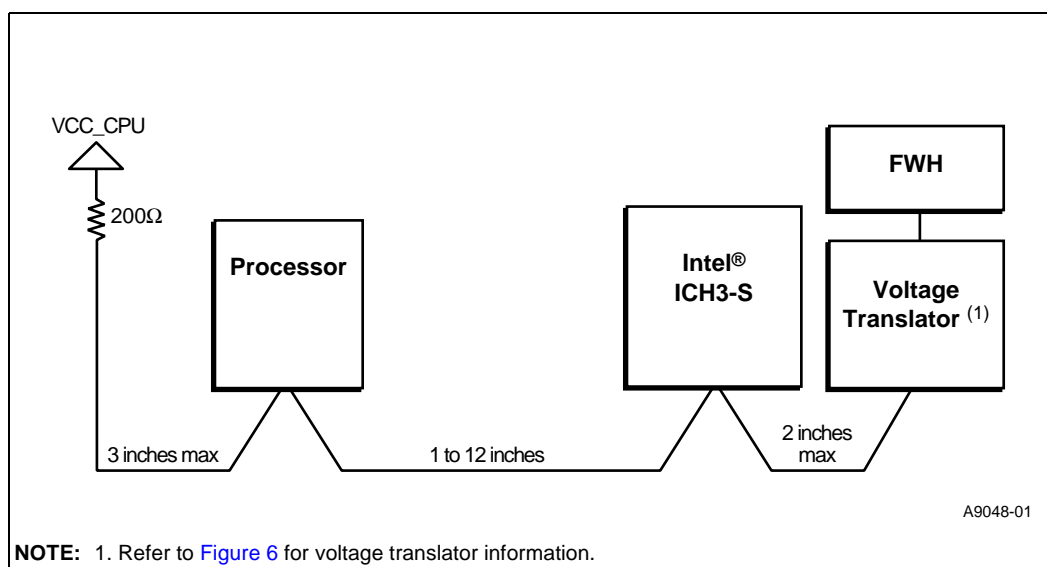 VCC_CPU
200Ω
Processor
Intel®
ICH3-S
FWH
Voltage
Translator (1)
3 inches max
1 to 12 inches
2 inches
max
A9048-01
NOTE: 1. Refer to Figure 6 for voltage translator information.